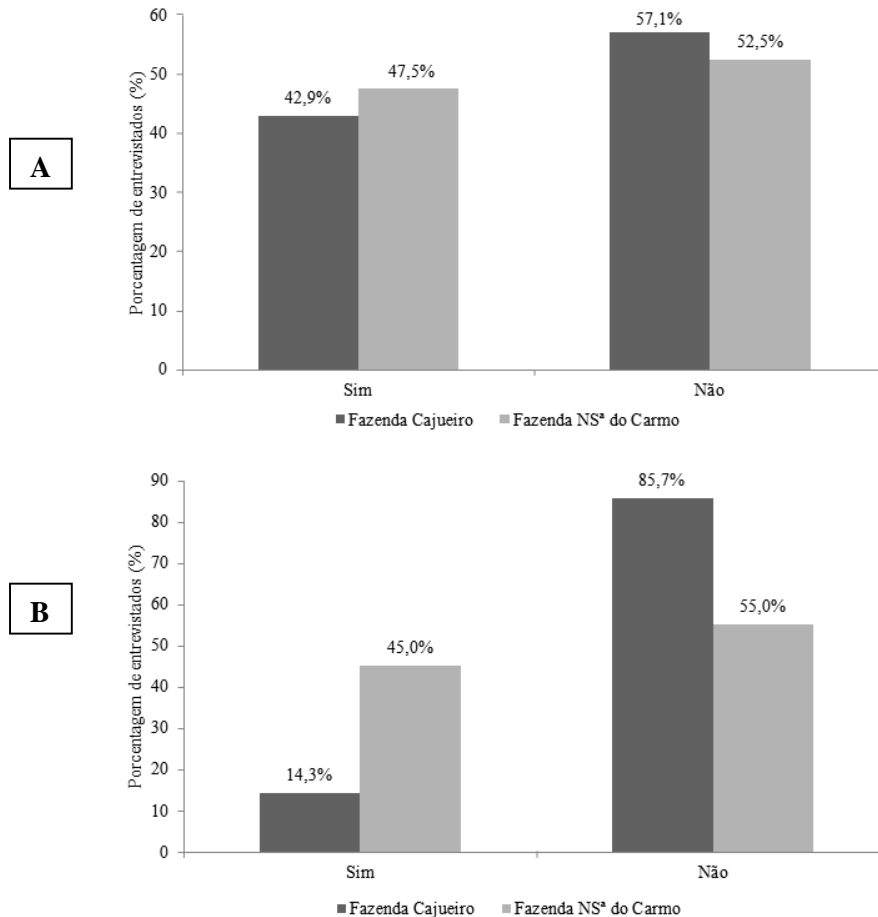 A
Porcentagem de entrevistados (%)
60
50
40
30
20
10
0
42,9%
47,5%
57,1%
52,5%
Sim
Não
Fazenda Cajueiro
Fazenda NSª do Carmo
B
Porcentagem de entrevistados (%)
90
80
70
60
50
40
30
20
10
0
14,3%
45,0%
85,7%
55,0%
Sim
Não
Fazenda Cajueiro
Fazenda NSª do Carmo